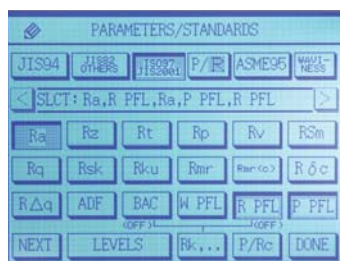 PARAMETERS/STANDARDS
JIS94 JIS82 OTHERS ISO97 JIS2001 P/R ASME95 WAVI-NESS
< SLCT: Ra,R PFL,Ra,P PFL,R PFL >
Ra Rz Rt Rp Rv RSm
Rq Rsk Rku Rmr Rmr(c) Rδc
R△q ADF BAC W PFL R PFL P PFL
(OFF) (OFF)
NEXT LEVELS Rk,.. P/Rc DONE